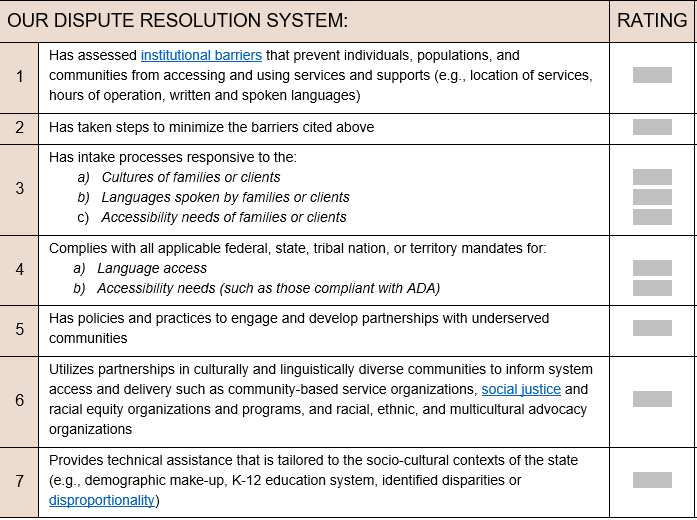 OUR DISPUTE RESOLUTION SYSTEM: RATING
1 Has assessed institutional barriers that prevent individuals, populations, and
communities from accessing and using services and supports (e.g., location of services,
hours of operation, written and spoken languages)
2 Has taken steps to minimize the barriers cited above
3 Has intake processes responsive to the:
a) Cultures of families or clients
b) Languages spoken by families or clients
c) Accessibility needs of families or clients
4 Complies with all applicable federal, state, tribal nation, or territory mandates for:
a) Language access
b) Accessibility needs (such as those compliant with ADA)
5 Has policies and practices to engage and develop partnerships with underserved
communities
6 Utilizes partnerships in culturally and linguistically diverse communities to inform system
access and delivery such as community-based service organizations, social justice and
racial equity organizations and programs, and racial, ethnic, and multicultural advocacy
organizations
7 Provides technical assistance that is tailored to the socio-cultural contexts of the state
(e.g., demographic make-up, K-12 education system, identified disparities or
disproportionality)